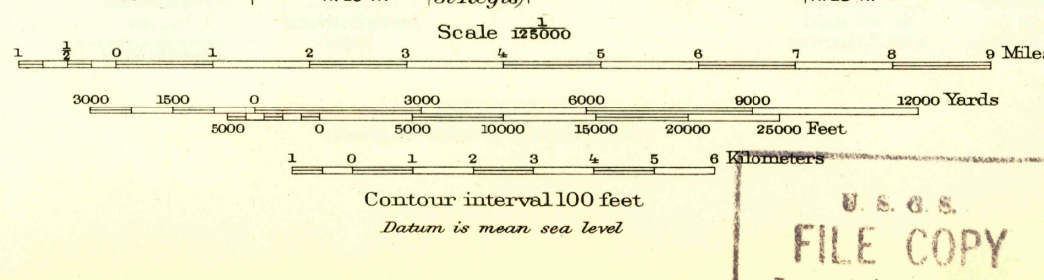 Scale 1/125000
1 1/2 0 1 2 3 4 5 6 7 8 9 Miles
3000 1500 0 3000 6000 9000 12000 Yards
5000 0 5000 10000 15000 20000 25000 Feet
1 0 1 2 3 4 5 6 Kilometers
Contour interval 100 feet
Datum is mean sea level
U. S. G. S.
FILE COPY